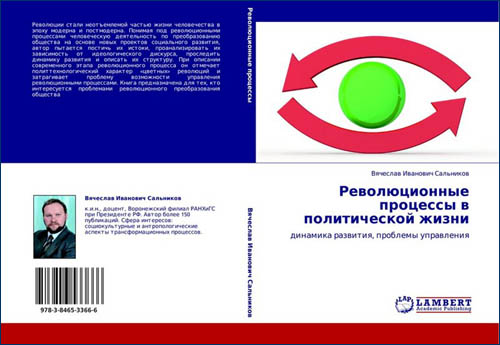 Революции стали неотъемлемой частью жизни человечества в
эпоху модерна и постмодерна. Понимая под революционными
процессами человеческую деятельность по преобразованию
общества на основе новых проектов социального развития,
автор пытается постичь их истоки, проанализировать их
зависимость от идеологического дискурса, проследить
динамику развития и описать их структуру. При описании
современного этапа революционного процесса он отмечает
политтехнологический характер «цветных» революций и
затрагивает проблему возможности управления
революционными процессами. Книга предназначена для тех, кто
интересуется проблемами революционного преобразования
общества
Вячеслав Иванович Сальников
к.и.н., доцент, Воронежский филиал РАНХиГС
при Президенте РФ. Автор более 150
публикаций. Сфера интересов:
социокультурные и антропологические
аспекты трансформационных процессов.
978-3-8465-3366-6
Революционные процессы
Вячеслав Иванович Сальников
Вячеслав Иванович Сальников
Революционные
процессы в
политической жизни
динамика развития, проблемы управления
LAP
LAMBERT
Academic Publishing